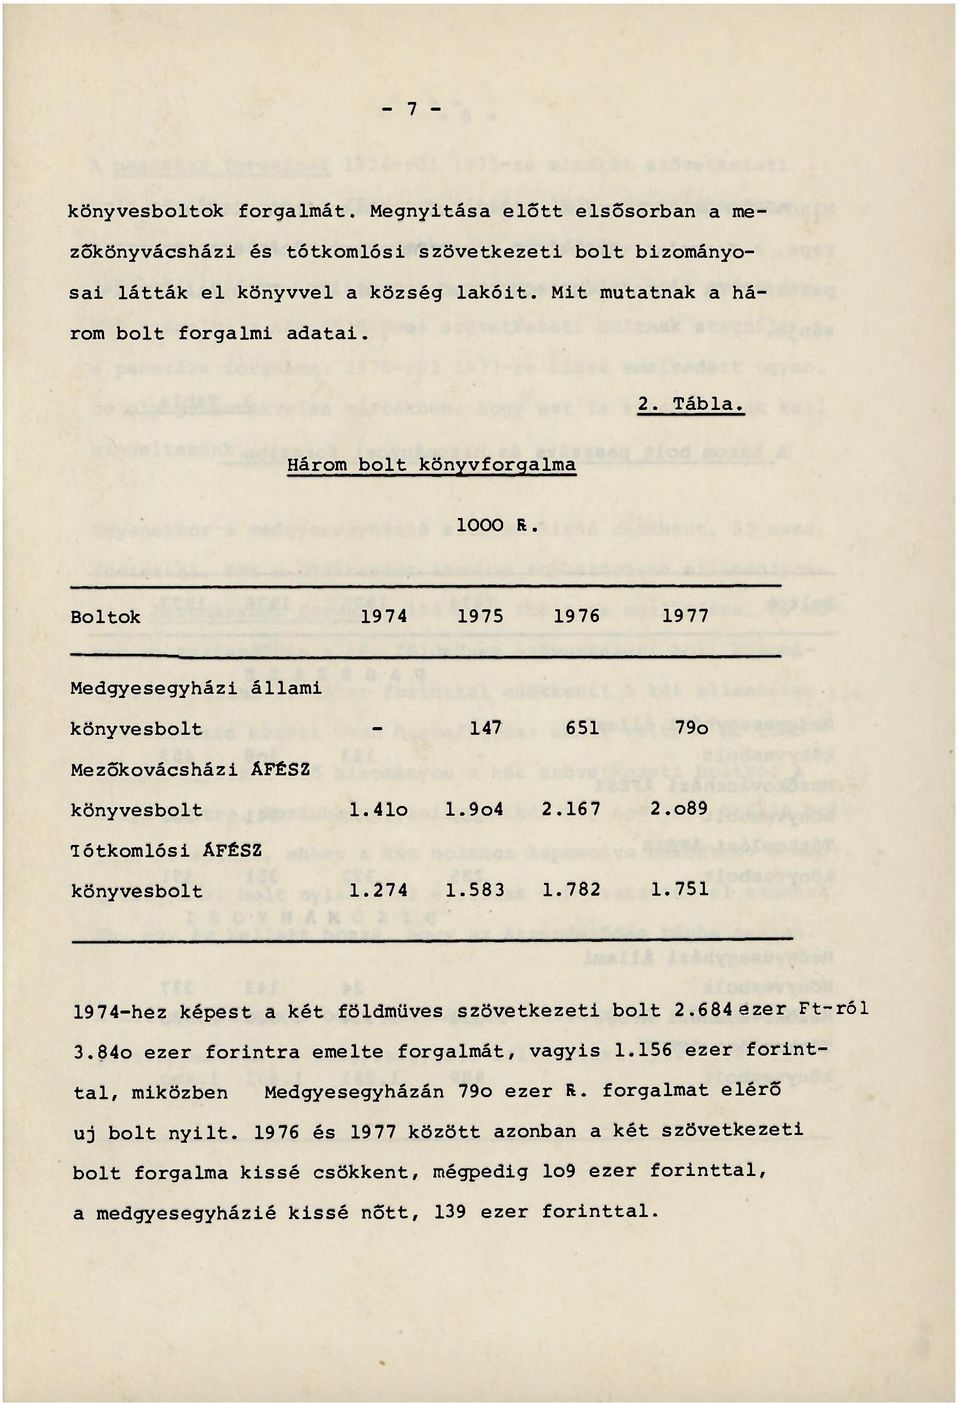 - 7 -
könyvesboltok forgalmát. Megnyitása előtt elsősorban a me-
zőkönyvácsházi és tótkomlósi szövetkezeti bolt bizományo-
sai látták el könyvvel a község lakóit. Mit mutatnak a há-
rom bolt forgalmi adatai.
2. Tábla.
Három bolt könyvforgalma
1000 Ft.
Boltok 1974 1975 1976 1977
Medgyesegyházi állami
könyvesbolt - 147 651 79o
Mezőkovácsházi ÁFÉSZ
könyvesbolt 1.41o 1.9o4 2.167 2.o89
Tótkomlósi ÁFÉSZ
könyvesbolt 1.274 1.583 1.782 1.751
1974-hez képest a két földmüves szövetkezeti bolt 2.684 ezer Ft-ról
3.84o ezer forintra emelte forgalmát, vagyis 1.156 ezer forint-
tal, miközben Medgyesegyházán 79o ezer Ft. forgalmat elérő
uj bolt nyilt. 1976 és 1977 között azonban a két szövetkezeti
bolt forgalma kissé csökkent, mégpedig lo9 ezer forinttal,
a medgyesegyházié kissé nőtt, 139 ezer forinttal.